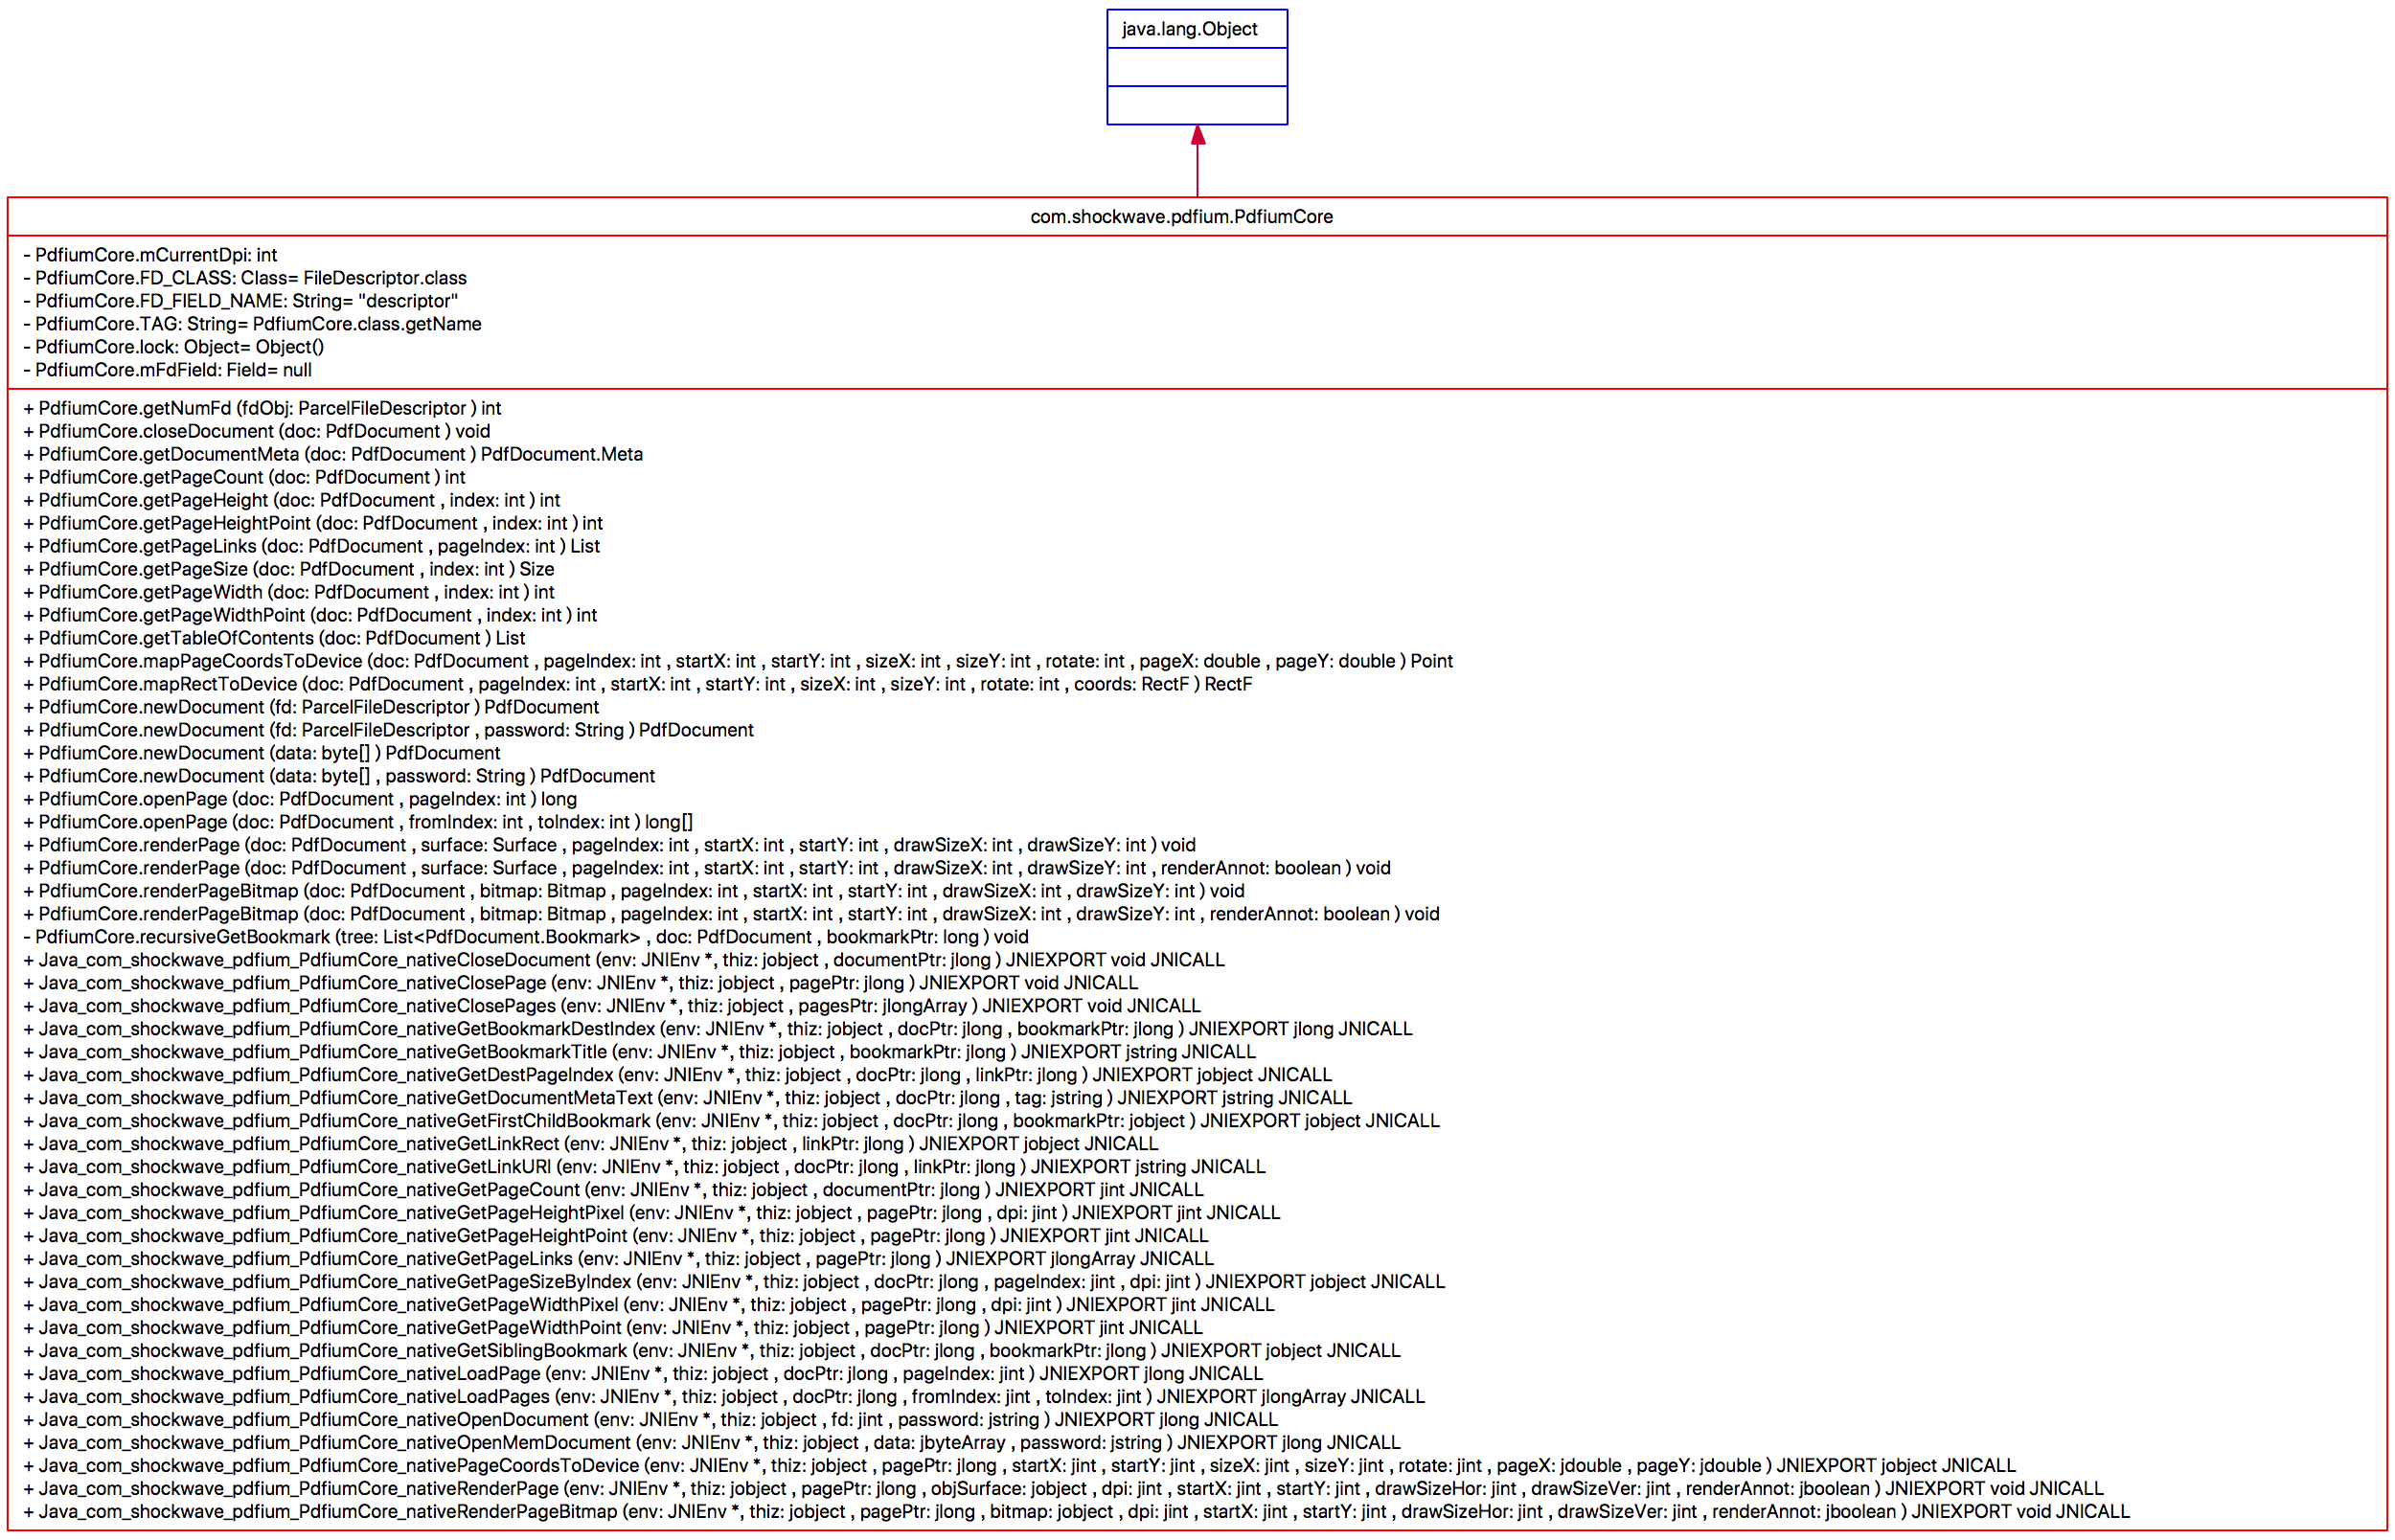 java.lang.Object
com.shockwave.pdfium.PdfiumCore
- PdfiumCore.mCurrentDpi: int
- PdfiumCore.FD_CLASS: Class= FileDescriptor.class
- PdfiumCore.FD_FIELD_NAME: String= "descriptor"
- PdfiumCore.TAG: String= PdfiumCore.class.getName
- PdfiumCore.lock: Object= Object()
- PdfiumCore.mFdField: Field= null
+ PdfiumCore.getNumFd (fdObj: ParcelFileDescriptor ) int
+ PdfiumCore.closeDocument (doc: PdfDocument ) void
+ PdfiumCore.getDocumentMeta (doc: PdfDocument ) PdfDocument.Meta
+ PdfiumCore.getPageCount (doc: PdfDocument ) int
+ PdfiumCore.getPageHeight (doc: PdfDocument , index: int ) int
+ PdfiumCore.getPageHeightPoint (doc: PdfDocument , index: int ) int
+ PdfiumCore.getPageLinks (doc: PdfDocument , pageIndex: int ) List
+ PdfiumCore.getPageSize (doc: PdfDocument , index: int ) Size
+ PdfiumCore.getPageWidth (doc: PdfDocument , index: int ) int
+ PdfiumCore.getPageWidthPoint (doc: PdfDocument , index: int ) int
+ PdfiumCore.getTableOfContents (doc: PdfDocument ) List
+ PdfiumCore.mapPageCoordsToDevice (doc: PdfDocument , pageIndex: int , startX: int , startY: int , sizeX: int , sizeY: int , rotate: int , pageX: double , pageY: double ) Point
+ PdfiumCore.mapRectToDevice (doc: PdfDocument , pageIndex: int , startX: int , startY: int , sizeX: int , sizeY: int , rotate: int , coords: RectF ) RectF
+ PdfiumCore.newDocument (fd: ParcelFileDescriptor ) PdfDocument
+ PdfiumCore.newDocument (fd: ParcelFileDescriptor , password: String ) PdfDocument
+ PdfiumCore.newDocument (data: byte[] ) PdfDocument
+ PdfiumCore.newDocument (data: byte[] , password: String ) PdfDocument
+ PdfiumCore.openPage (doc: PdfDocument , pageIndex: int ) long
+ PdfiumCore.openPage (doc: PdfDocument , fromIndex: int , toIndex: int ) long[]
+ PdfiumCore.renderPage (doc: PdfDocument , surface: Surface , pageIndex: int , startX: int , startY: int , drawSizeX: int , drawSizeY: int ) void
+ PdfiumCore.renderPage (doc: PdfDocument , surface: Surface , pageIndex: int , startX: int , startY: int , drawSizeX: int , drawSizeY: int , renderAnnot: boolean ) void
+ PdfiumCore.renderPageBitmap (doc: PdfDocument , bitmap: Bitmap , pageIndex: int , startX: int , startY: int , drawSizeX: int , drawSizeY: int ) void
+ PdfiumCore.renderPageBitmap (doc: PdfDocument , bitmap: Bitmap , pageIndex: int , startX: int , startY: int , drawSizeX: int , drawSizeY: int , renderAnnot: boolean ) void
- PdfiumCore.recursiveGetBookmark (tree: List<PdfDocument.Bookmark> , doc: PdfDocument , bookmarkPtr: long ) void
+ Java_com_shockwave_pdfium_PdfiumCore_nativeCloseDocument (env: JNIEnv *, thiz: jobject , documentPtr: jlong ) JNIEXPORT void JNICALL
+ Java_com_shockwave_pdfium_PdfiumCore_nativeClosePage (env: JNIEnv *, thiz: jobject , pagePtr: jlong ) JNIEXPORT void JNICALL
+ Java_com_shockwave_pdfium_PdfiumCore_nativeClosePages (env: JNIEnv *, thiz: jobject , pagesPtr: jlongArray ) JNIEXPORT void JNICALL
+ Java_com_shockwave_pdfium_PdfiumCore_nativeGetBookmarkDestIndex (env: JNIEnv *, thiz: jobject , docPtr: jlong , bookmarkPtr: jlong ) JNIEXPORT jlong JNICALL
+ Java_com_shockwave_pdfium_PdfiumCore_nativeGetBookmarkTitle (env: JNIEnv *, thiz: jobject , bookmarkPtr: jlong ) JNIEXPORT jstring JNICALL
+ Java_com_shockwave_pdfium_PdfiumCore_nativeGetDestPageIndex (env: JNIEnv *, thiz: jobject , docPtr: jlong , linkPtr: jlong ) JNIEXPORT jobject JNICALL
+ Java_com_shockwave_pdfium_PdfiumCore_nativeGetDocumentMetaText (env: JNIEnv *, thiz: jobject , docPtr: jlong , tag: jstring ) JNIEXPORT jstring JNICALL
+ Java_com_shockwave_pdfium_PdfiumCore_nativeGetFirstChildBookmark (env: JNIEnv *, thiz: jobject , docPtr: jlong , bookmarkPtr: jobject ) JNIEXPORT jobject JNICALL
+ Java_com_shockwave_pdfium_PdfiumCore_nativeGetLinkRect (env: JNIEnv *, thiz: jobject , linkPtr: jlong ) JNIEXPORT jobject JNICALL
+ Java_com_shockwave_pdfium_PdfiumCore_nativeGetLinkURI (env: JNIEnv *, thiz: jobject , docPtr: jlong , linkPtr: jlong ) JNIEXPORT jstring JNICALL
+ Java_com_shockwave_pdfium_PdfiumCore_nativeGetPageCount (env: JNIEnv *, thiz: jobject , documentPtr: jlong ) JNIEXPORT jint JNICALL
+ Java_com_shockwave_pdfium_PdfiumCore_nativeGetPageHeightPixel (env: JNIEnv *, thiz: jobject , pagePtr: jlong , dpi: jint ) JNIEXPORT jint JNICALL
+ Java_com_shockwave_pdfium_PdfiumCore_nativeGetPageHeightPoint (env: JNIEnv *, thiz: jobject , pagePtr: jlong ) JNIEXPORT jint JNICALL
+ Java_com_shockwave_pdfium_PdfiumCore_nativeGetPageLinks (env: JNIEnv *, thiz: jobject , pagePtr: jlong ) JNIEXPORT jlongArray JNICALL
+ Java_com_shockwave_pdfium_PdfiumCore_nativeGetPageSizeByIndex (env: JNIEnv *, thiz: jobject , docPtr: jlong , pageIndex: jint , dpi: jint ) JNIEXPORT jobject JNICALL
+ Java_com_shockwave_pdfium_PdfiumCore_nativeGetPageWidthPixel (env: JNIEnv *, thiz: jobject , pagePtr: jlong , dpi: jint ) JNIEXPORT jint JNICALL
+ Java_com_shockwave_pdfium_PdfiumCore_nativeGetPageWidthPoint (env: JNIEnv *, thiz: jobject , pagePtr: jlong ) JNIEXPORT jint JNICALL
+ Java_com_shockwave_pdfium_PdfiumCore_nativeGetSiblingBookmark (env: JNIEnv *, thiz: jobject , docPtr: jlong , bookmarkPtr: jlong ) JNIEXPORT jobject JNICALL
+ Java_com_shockwave_pdfium_PdfiumCore_nativeLoadPage (env: JNIEnv *, thiz: jobject , docPtr: jlong , pageIndex: jint ) JNIEXPORT jlong JNICALL
+ Java_com_shockwave_pdfium_PdfiumCore_nativeLoadPages (env: JNIEnv *, thiz: jobject , docPtr: jlong , fromIndex: jint , toIndex: jint ) JNIEXPORT jlongArray JNICALL
+ Java_com_shockwave_pdfium_PdfiumCore_nativeOpenDocument (env: JNIEnv *, thiz: jobject , fd: jint , password: jstring ) JNIEXPORT jlong JNICALL
+ Java_com_shockwave_pdfium_PdfiumCore_nativeOpenMemDocument (env: JNIEnv *, thiz: jobject , data: jbyteArray , password: jstring ) JNIEXPORT jlong JNICALL
+ Java_com_shockwave_pdfium_PdfiumCore_nativePageCoordsToDevice (env: JNIEnv *, thiz: jobject , pagePtr: jlong , startX: jint , startY: jint , sizeX: jint , sizeY: jint , rotate: jint , pageX: jdouble , pageY: jdouble ) JNIEXPORT jobject JNICALL
+ Java_com_shockwave_pdfium_PdfiumCore_nativeRenderPage (env: JNIEnv *, thiz: jobject , pagePtr: jlong , objSurface: jobject , dpi: jint , startX: jint , startY: jint , drawSizeHor: jint , drawSizeVer: jint , renderAnnot: jboolean ) JNIEXPORT void JNICALL
+ Java_com_shockwave_pdfium_PdfiumCore_nativeRenderPageBitmap (env: JNIEnv *, thiz: jobject , pagePtr: jlong , bitmap: jobject , dpi: jint , startX: jint , startY: jint , drawSizeHor: jint , drawSizeVer: jint , renderAnnot: jboolean ) JNIEXPORT void JNICALL